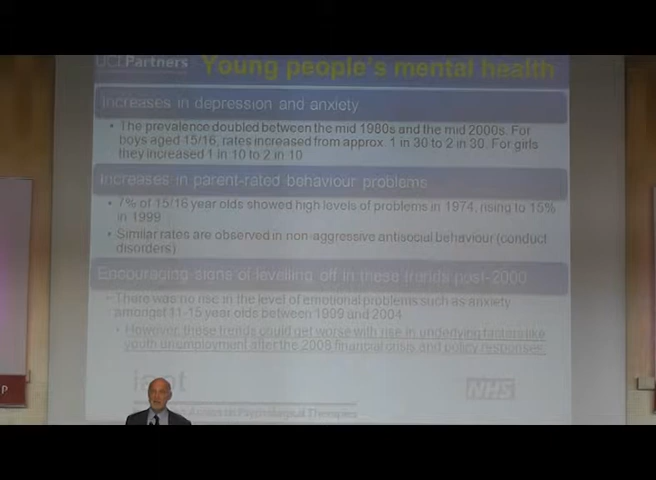 UCLPartners
Young people's mental health
Increases in depression and anxiety
• The prevalence doubled between the mid 1980s and the mid 2000s. For
boys aged 15/16, rates increased from approx. 1 in 30 to 2 in 30. For girls
they increased 1 in 10 to 2 in 10
Increases in parent-rated behaviour problems
• 7% of 15/16 year olds showed high levels of problems in 1974, rising to 15%
in 1999
• Similar rates are observed in non-aggressive antisocial behaviour (conduct
disorders)
Encouraging signs of levelling off in these trends post-2000
There was no rise in the level of emotional problems such as anxiety
amongst 11-15 year olds between 1999 and 2004
• However, these trends could get worse with rise in underlying factors like
youth unemployment after the 2008 financial crisis and policy responses.
iapt
NHS
Psychological Therapies
P